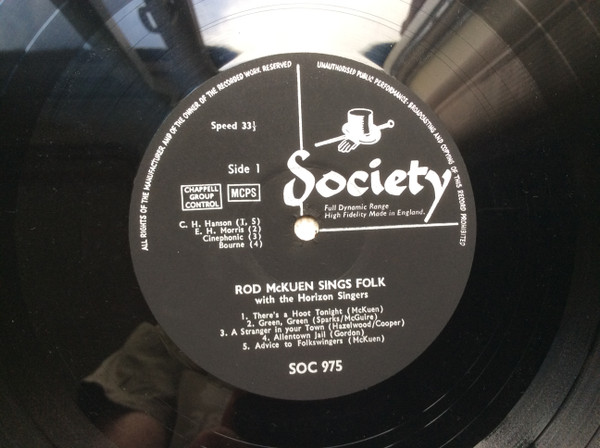 ALL RIGHTS OF THE MANUFACTURER AND OF THE OWNER OF THE RECORDED WORK RESERVED
UNAUTHORISED PUBLIC PERFORMANCE, BROADCASTING AND COPYING OF THIS RECORD PROHIBITED
Speed 33⅓
Side 1
Society
CHAPPELL
GROUP
CONTROL
MCPS
Full Dynamic Range
High Fidelity Made in England.
C. H. Hanson (1, 5)
E. H. Morris (2)
Cinephonic (3)
Bourne (4)
ROD McKUEN SINGS FOLK
with the Horizon Singers
1. There's a Hoot Tonight (McKuen)
2. Green, Green (Sparks/McGuire)
3. A Stranger in your Town (Hazelwood/Cooper)
4. Allentown Jail (Gordon)
5. Advice to Folkswingers (McKuen)
SOC 975